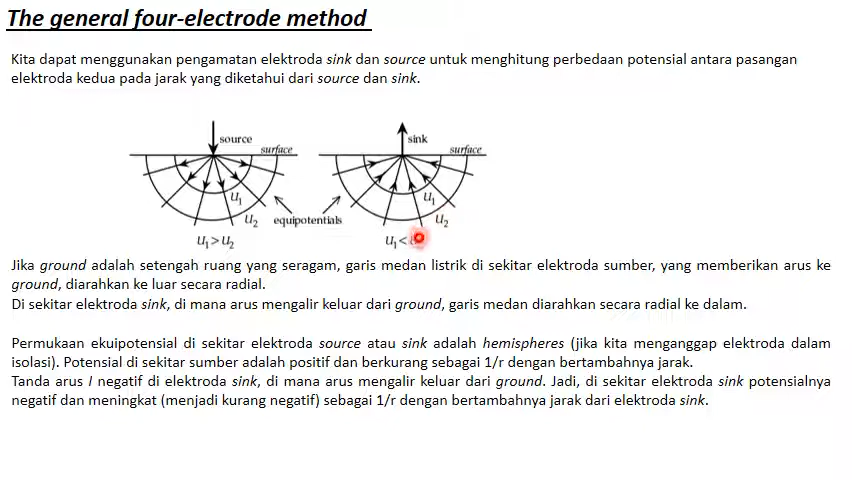 The general four-electrode method
Kita dapat menggunakan pengamatan elektroda sink dan source untuk menghitung perbedaan potensial antara pasangan
elektroda kedua pada jarak yang diketahui dari source dan sink.
source
surface
sink
surface
u1
u2
equipotentials
u1
u2
u1 > u2
u1 <
Jika ground adalah setengah ruang yang seragam, garis medan listrik di sekitar elektroda sumber, yang memberikan arus ke
ground, diarahkan ke luar secara radial.
Di sekitar elektroda sink, di mana arus mengalir keluar dari ground, garis medan diarahkan secara radial ke dalam.
Permukaan ekuipotensial di sekitar elektroda source atau sink adalah hemispheres (jika kita menganggap elektroda dalam
isolasi). Potensial di sekitar sumber adalah positif dan berkurang sebagai 1/r dengan bertambahnya jarak.
Tanda arus I negatif di elektroda sink, di mana arus mengalir keluar dari ground. Jadi, di sekitar elektroda sink potensialnya
negatif dan meningkat (menjadi kurang negatif) sebagai 1/r dengan bertambahnya jarak dari elektroda sink.